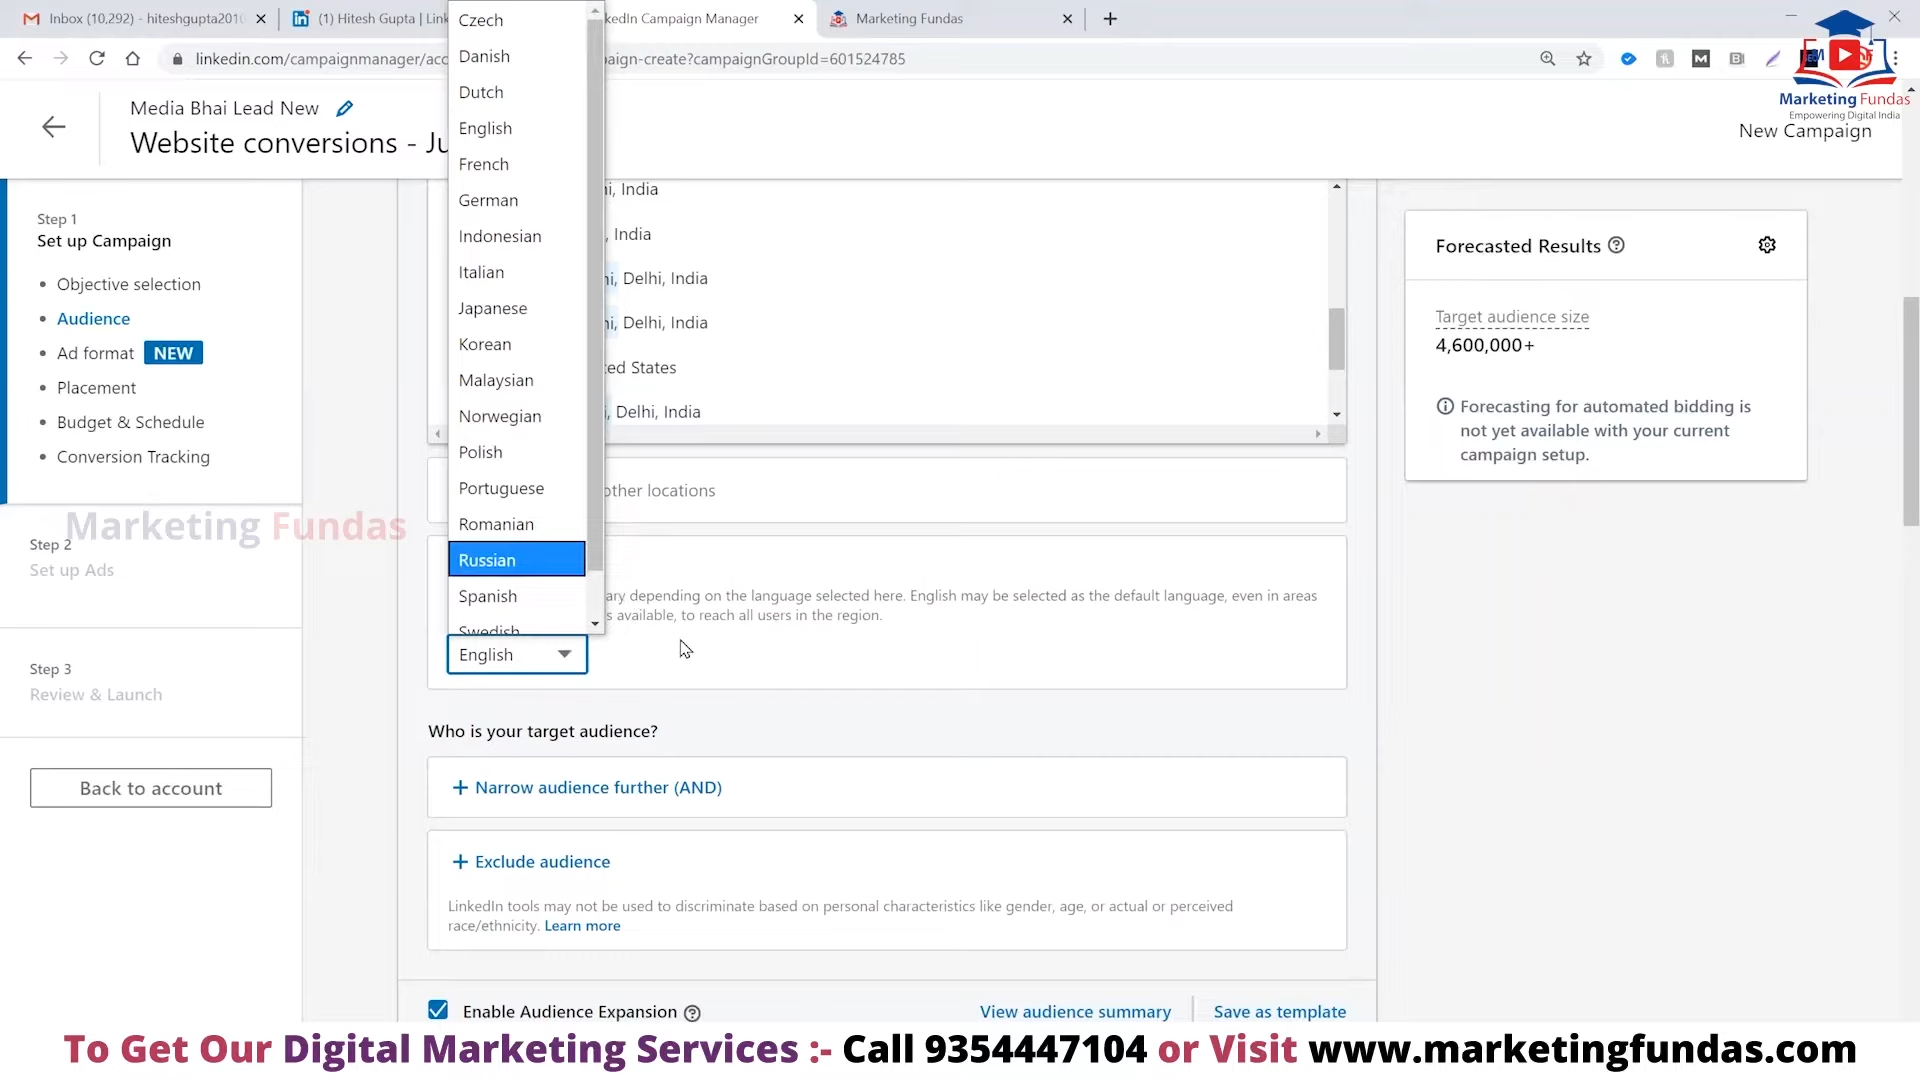 Inbox (10,292) - hiteshgupta2010
(1) Hitesh Gupta | Link
kedIn Campaign Manager
Marketing Fundas
linkedin.com/campaignmanager/acc
aign-create?campaignGroupId=601524785
Marketing Fundas
Empowering Digital India
Media Bhai Lead New
Website conversions - Ju
New Campaign
Step 1
Set up Campaign
Objective selection
Audience
Ad format NEW
Placement
Budget & Schedule
Conversion Tracking
Marketing Fundas
Step 2
Set up Ads
Step 3
Review & Launch
Back to account
Czech
Danish
Dutch
English
French
German
Indonesian
Italian
Japanese
Korean
Malaysian
Norwegian
Polish
Portuguese
Romanian
Russian
Spanish
Swedish
English
hi, India
, India
hi, Delhi, India
hi, Delhi, India
ted States
i, Delhi, India
other locations
ary depending on the language selected here. English may be selected as the default language, even in areas
s available, to reach all users in the region.
Who is your target audience?
+ Narrow audience further (AND)
+ Exclude audience
LinkedIn tools may not be used to discriminate based on personal characteristics like gender, age, or actual or perceived
race/ethnicity. Learn more
Enable Audience Expansion
View audience summary
Save as template
Forecasted Results
Target audience size
4,600,000+
Forecasting for automated bidding is
not yet available with your current
campaign setup.
To Get Our Digital Marketing Services :- Call 9354447104 or Visit www.marketingfundas.com